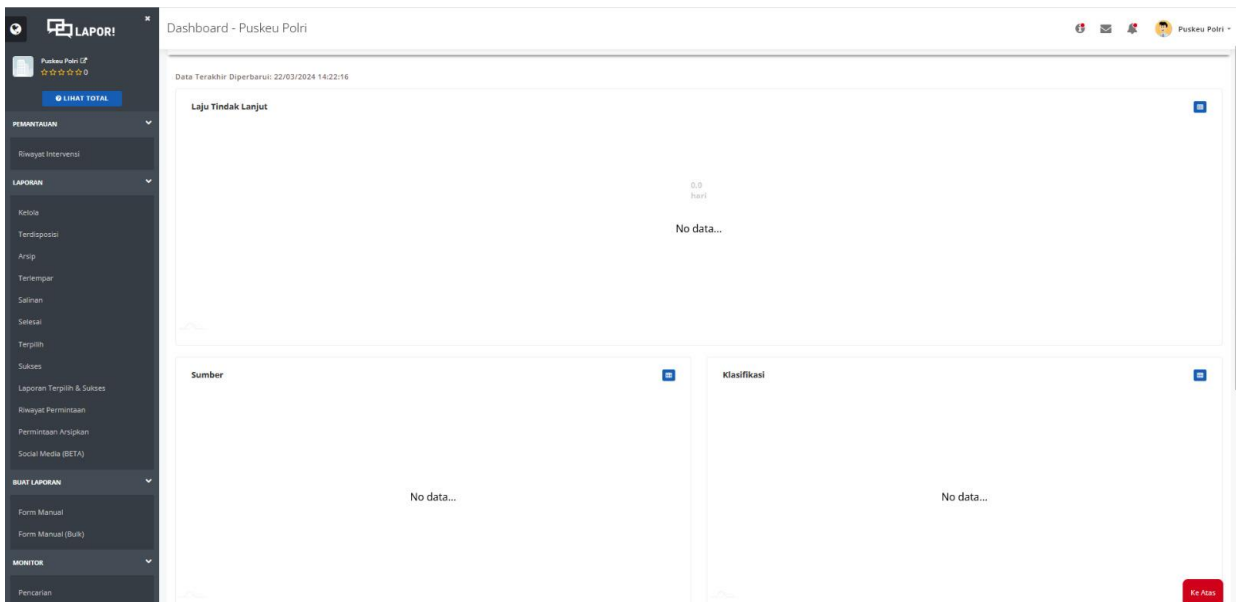 LAPOR!
×
Dashboard - Puskeu Polri
Puskeu Polri
Puskeu Polri
0
LIHAT TOTAL
PEMANTAUAN
Riwayat Intervensi
LAPORAN
Kelola
Terdisposisi
Arsip
Terlempar
Salinan
Selesai
Terpilih
Sukses
Laporan Terpilih & Sukses
Riwayat Permintaan
Permintaan Arsipkan
Social Media (BETA)
BUAT LAPORAN
Form Manual
Form Manual (Bulk)
MONITOR
Pencarian
Data Terakhir Diperbarui: 22/03/2024 14:22:16
Laju Tindak Lanjut
0.0
hari
No data...
Sumber
No data...
Klasifikasi
No data...
Ke Atas